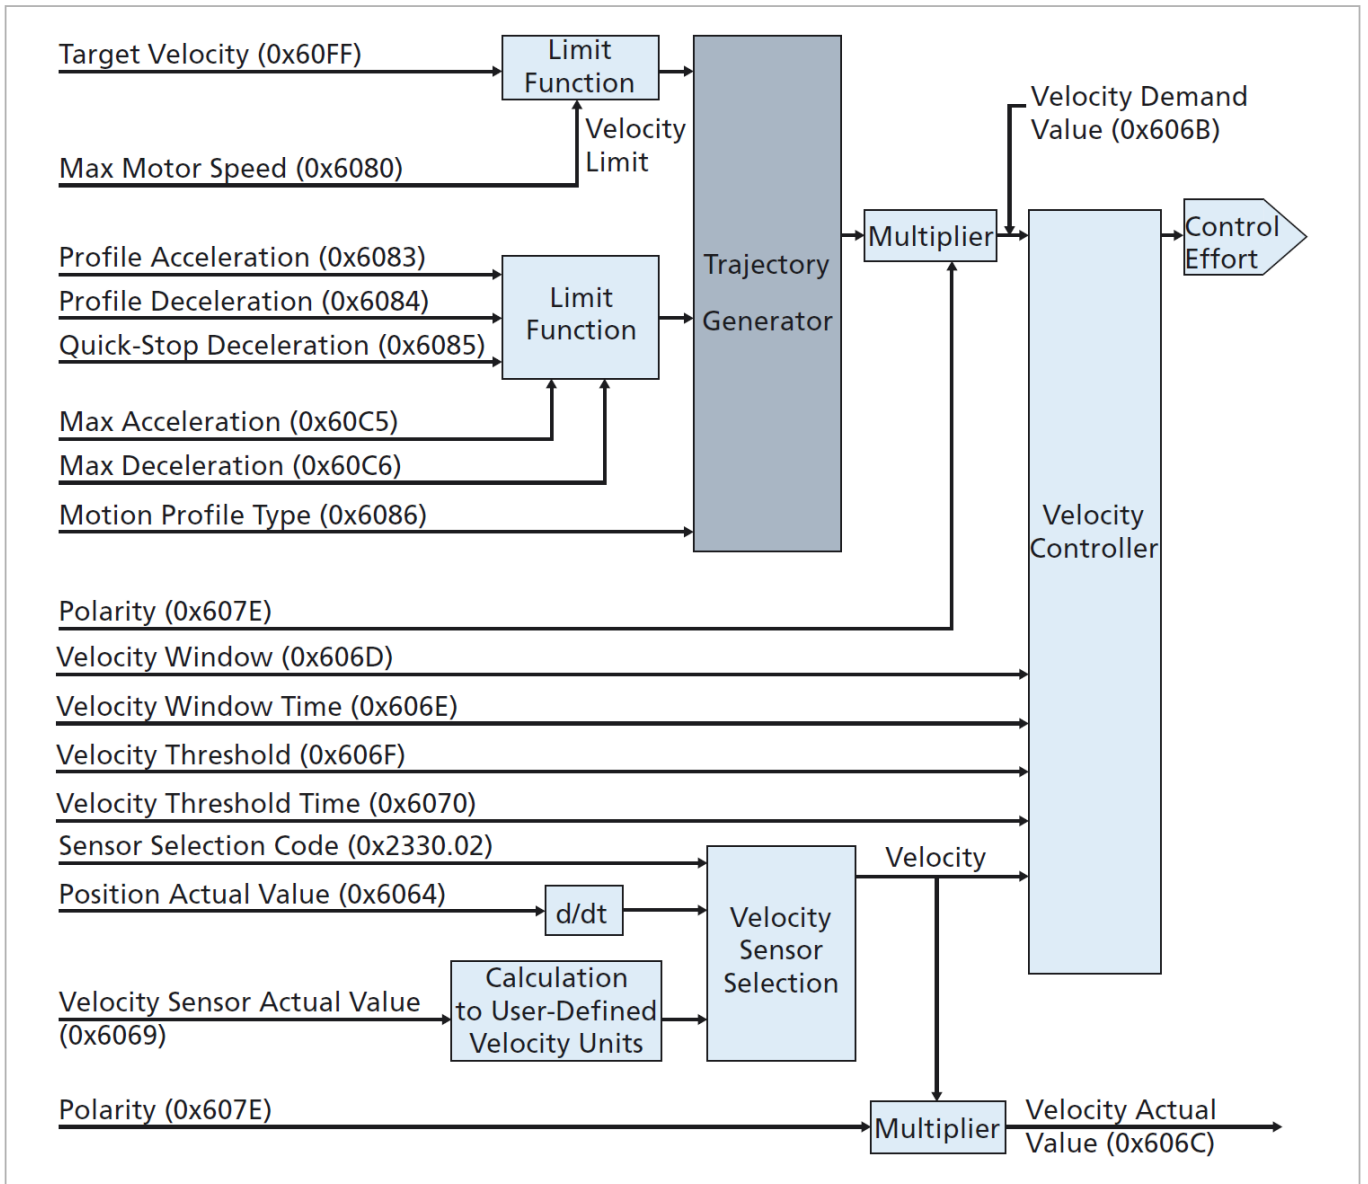 Target Velocity (0x60FF)
Limit
Function
Velocity
Limit
Max Motor Speed (0x6080)
Velocity Demand
Value (0x606B)
Profile Acceleration (0x6083)
Profile Deceleration (0x6084)
Quick-Stop Deceleration (0x6085)
Limit
Function
Max Acceleration (0x60C5)
Max Deceleration (0x60C6)
Motion Profile Type (0x6086)
Trajectory
Generator
Multiplier
Control
Effort
Velocity
Controller
Polarity (0x607E)
Velocity Window (0x606D)
Velocity Window Time (0x606E)
Velocity Threshold (0x606F)
Velocity Threshold Time (0x6070)
Sensor Selection Code (0x2330.02)
Position Actual Value (0x6064)
d/dt
Velocity Sensor Actual Value
(0x6069)
Calculation
to User-Defined
Velocity Units
Velocity
Sensor
Selection
Velocity
Polarity (0x607E)
Multiplier
Velocity Actual
Value (0x606C)